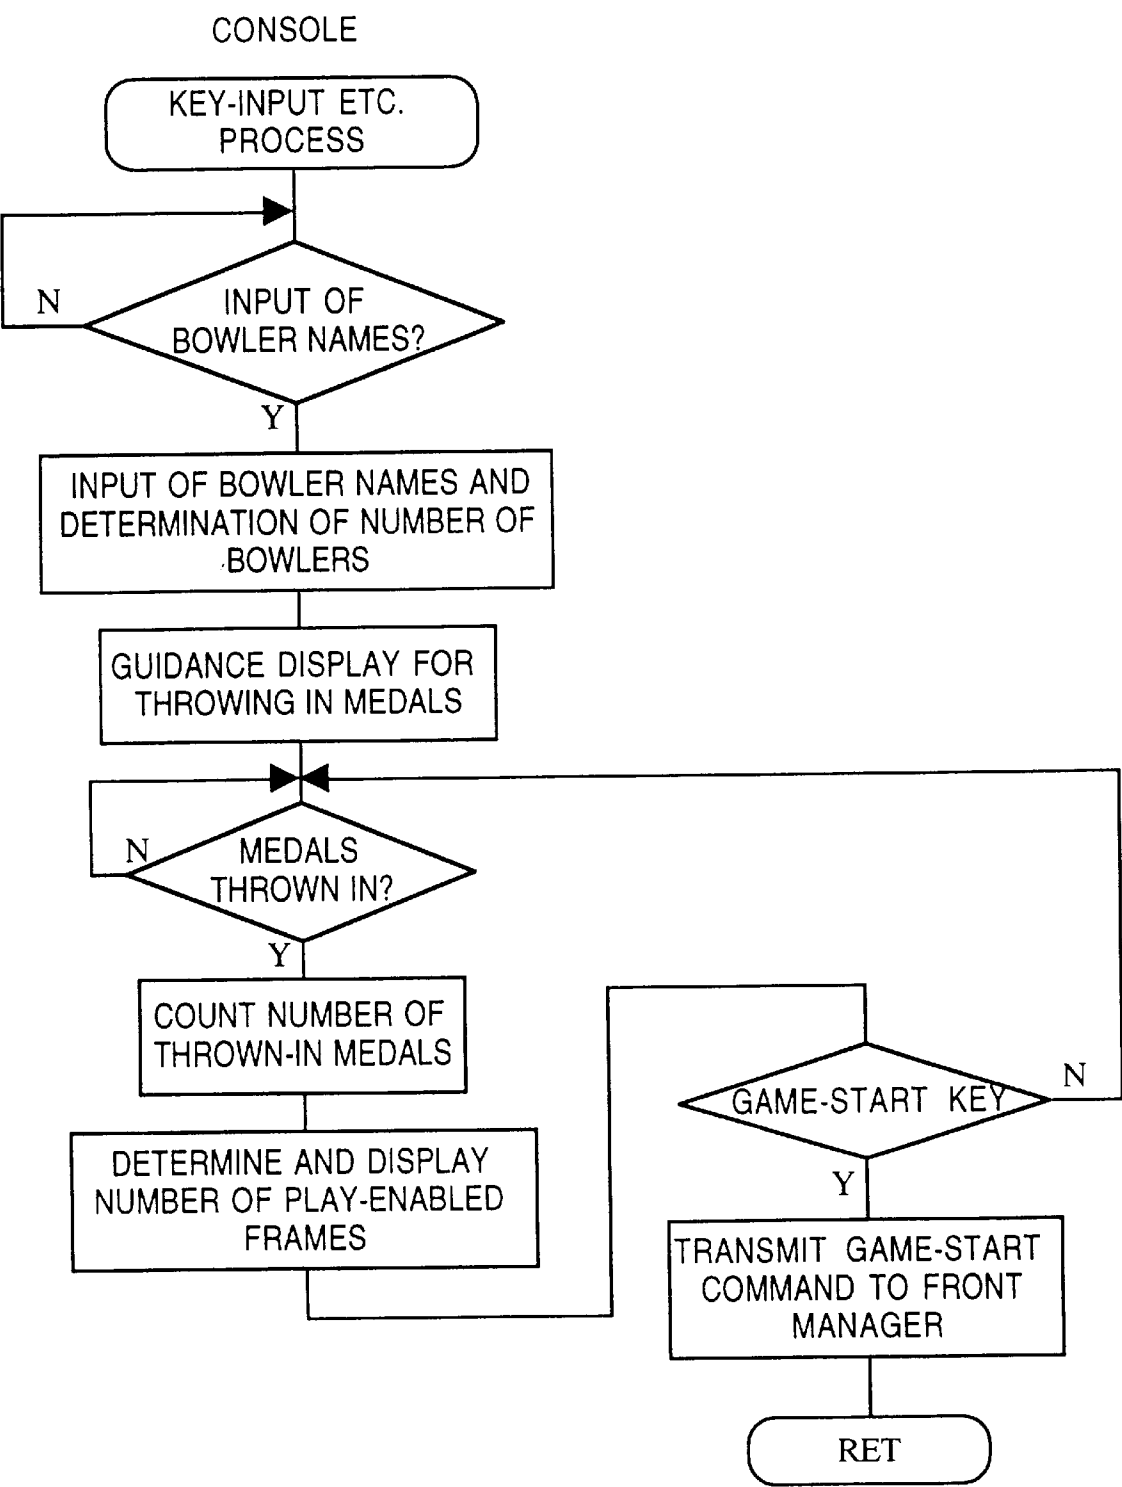 CONSOLE
KEY-INPUT ETC.
PROCESS
N
INPUT OF
BOWLER NAMES?
Y
INPUT OF BOWLER NAMES AND
DETERMINATION OF NUMBER OF
BOWLERS
GUIDANCE DISPLAY FOR
THROWING IN MEDALS
N
MEDALS
THROWN IN?
Y
COUNT NUMBER OF
THROWN-IN MEDALS
DETERMINE AND DISPLAY
NUMBER OF PLAY-ENABLED
FRAMES
GAME-START KEY
N
Y
TRANSMIT GAME-START
COMMAND TO FRONT
MANAGER
RET